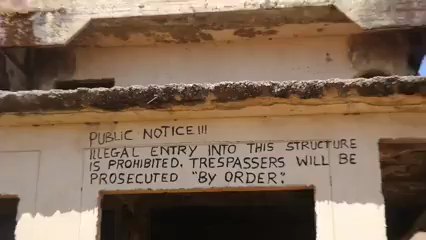 PUBLIC NOTICE!!!
ILLEGAL ENTRY INTO THIS STRUCTURE
IS PROHIBITED. TRESPASSERS WILL BE
PROSECUTED "BY ORDER".